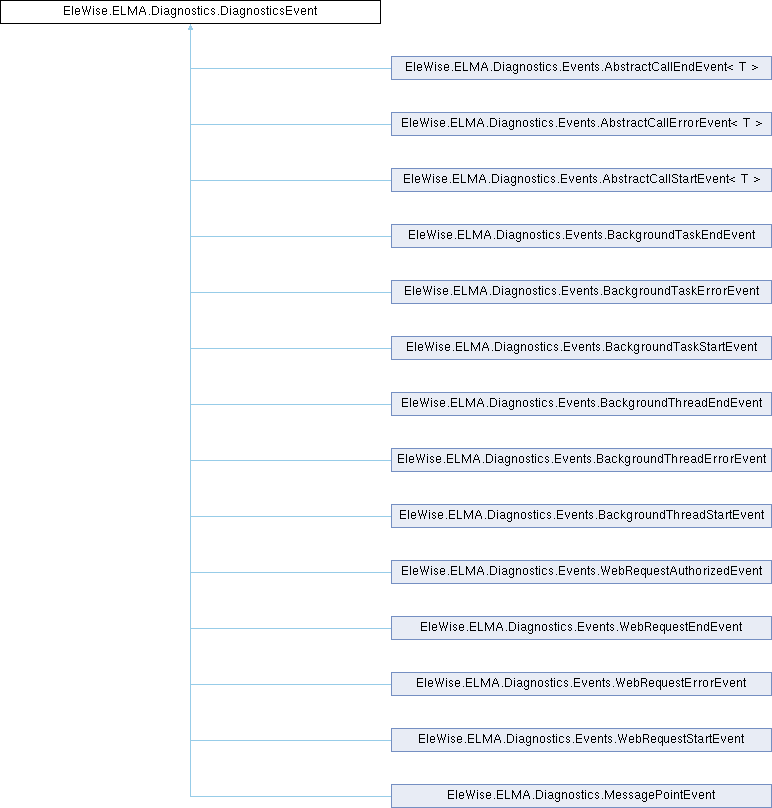 EleWise.ELMA.Diagnostics.DiagnosticsEvent
EleWise.ELMA.Diagnostics.Events.AbstractCallEndEvent< T >
EleWise.ELMA.Diagnostics.Events.AbstractCallErrorEvent< T >
EleWise.ELMA.Diagnostics.Events.AbstractCallStartEvent< T >
EleWise.ELMA.Diagnostics.Events.BackgroundTaskEndEvent
EleWise.ELMA.Diagnostics.Events.BackgroundTaskErrorEvent
EleWise.ELMA.Diagnostics.Events.BackgroundTaskStartEvent
EleWise.ELMA.Diagnostics.Events.BackgroundThreadEndEvent
EleWise.ELMA.Diagnostics.Events.BackgroundThreadErrorEvent
EleWise.ELMA.Diagnostics.Events.BackgroundThreadStartEvent
EleWise.ELMA.Diagnostics.Events.WebRequestAuthorizedEvent
EleWise.ELMA.Diagnostics.Events.WebRequestEndEvent
EleWise.ELMA.Diagnostics.Events.WebRequestErrorEvent
EleWise.ELMA.Diagnostics.Events.WebRequestStartEvent
EleWise.ELMA.Diagnostics.MessagePointEvent